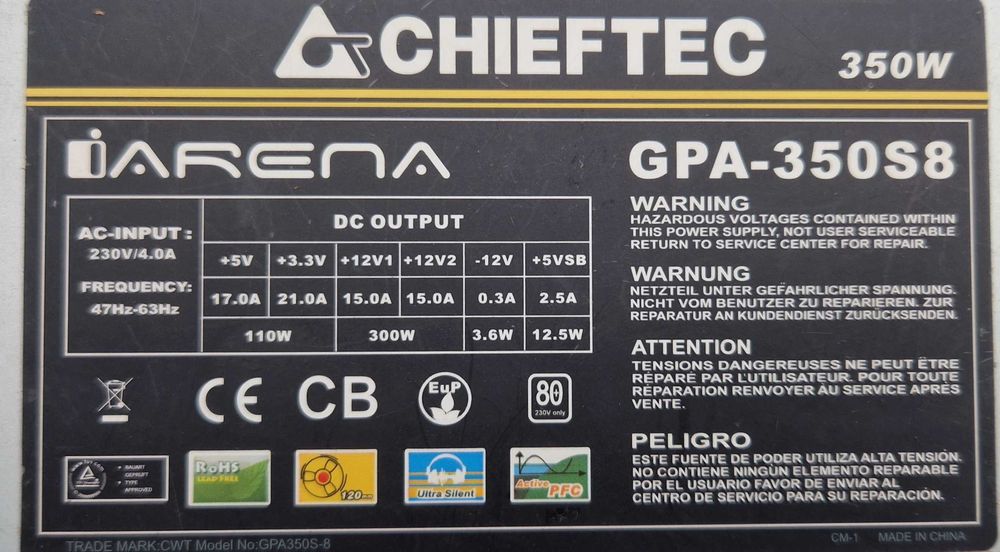 CHIEFTEC
350W
iARENA
GPA-350S8
AC-INPUT :
230V/4.0A
FREQUENCY:
47Hz-63Hz
DC OUTPUT
+5V +3.3V +12V1 +12V2 -12V +5VSB
17.0A 21.0A 15.0A 15.0A 0.3A 2.5A
110W 300W 3.6W 12.5W
WARNING
HAZARDOUS VOLTAGES CONTAINED WITHIN
THIS POWER SUPPLY, NOT USER SERVICEABLE
RETURN TO SERVICE CENTER FOR REPAIR.
WARNUNG
NETZTEIL UNTER GEFÄHRLICHER SPANNUNG.
NICHT VOM BENUTZER ZU REPARIEREN. ZUR
REPARATUR AN KUNDENDIENST ZURÜCKSENDEN.
ATTENTION
TENSIONS DANGEREUSES NE PEUT ÊTRE
RÉPARÉ PAR L'UTILISATEUR. POUR TOUTE
RÉPARATION RENVOYER AU SERVICE APRÉS
VENTE.
PELIGRO
ESTE FUENTE DE PODER UTILIZA ALTA TENSIÓN.
NO CONTIENE NINGÚN ELEMENTO REPARABLE
POR EL USUARIO FAVOR DE ENVIAR AL
CENTRO DE SERVICIO PARA SU REPARACIÓN.
CE CB EuP 80
230V only
BAUART
GEPRÜFT
TYPE
APPROVED
RoHS
LEAD FREE
120mm
Ultra Silent
Active PFC
TRADE MARK:CWT Model No:GPA350S-8
CM-1 MADE IN CHINA